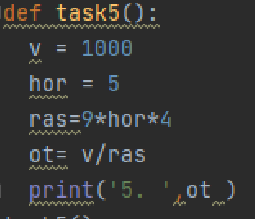 def task5():
v = 1000
hor = 5
ras=9*hor*4
ot= v/ras
print('5. ',ot )